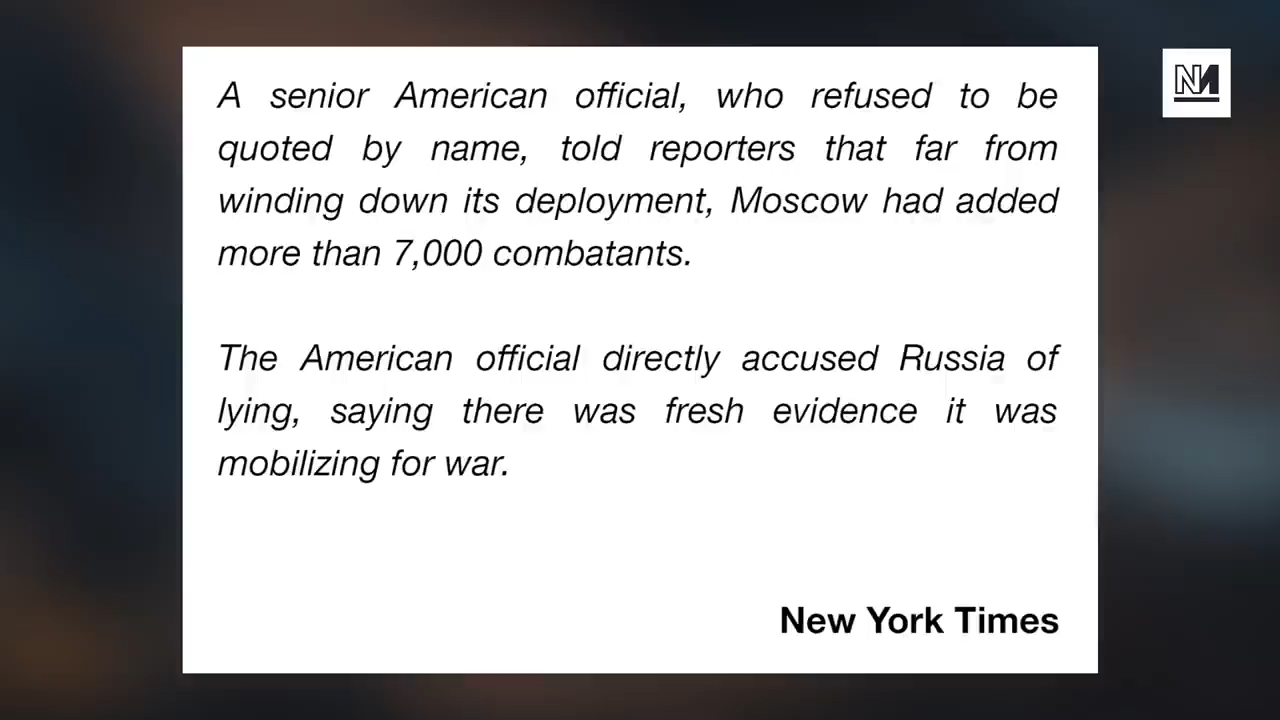 A senior American official, who refused to be
quoted by name, told reporters that far from
winding down its deployment, Moscow had added
more than 7,000 combatants.
The American official directly accused Russia of
lying, saying there was fresh evidence it was
mobilizing for war.
New York Times
NM